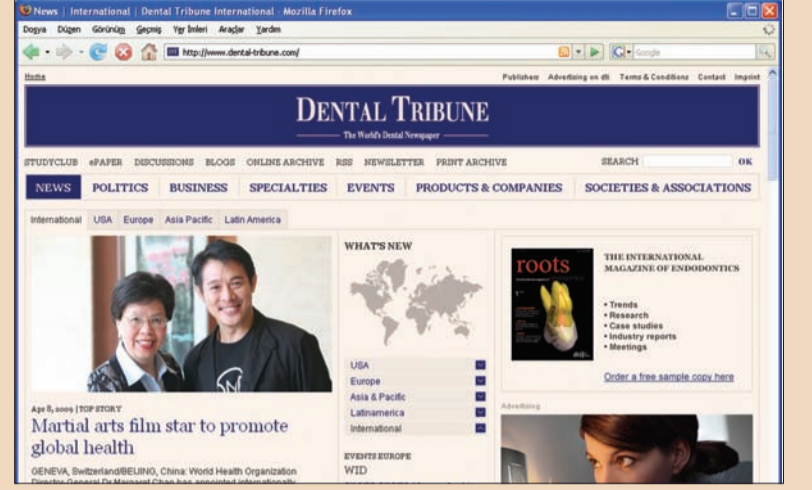 News | International | Dental Tribune International - Mozilla Firefox
Dosya Düzen Görünüm Geçmiş Yer İmleri Araçlar Yardım
http://www.dental-tribune.com/
Google
Home
Publishers Advertising on dti Terms & Conditions Contact Imprint
DENTAL TRIBUNE
The World's Dental Newspaper
STUDYCLUB ePAPER DISCUSSIONS BLOGS ONLINE ARCHIVE RSS NEWSLETTER PRINT ARCHIVE SEARCH OK
NEWS POLITICS BUSINESS SPECIALTIES EVENTS PRODUCTS & COMPANIES SOCIETIES & ASSOCIATIONS
International USA Europe Asia Pacific Latin America
Apr 8, 2009 | TOP STORY
Martial arts film star to promote
global health
GENEVA, Switzerland/BEIJING, China: World Health Organization
Director-General Dr Margaret Chan has appointed internationally
WHAT'S NEW
USA
Europe
Asia & Pacific
Latinamerica
International
EVENTS EUROPE
WID
roots
THE INTERNATIONAL
MAGAZINE OF ENDODONTICS
• Trends
• Research
• Case studies
• Industry reports
• Meetings
Order a free sample copy here
Advertising